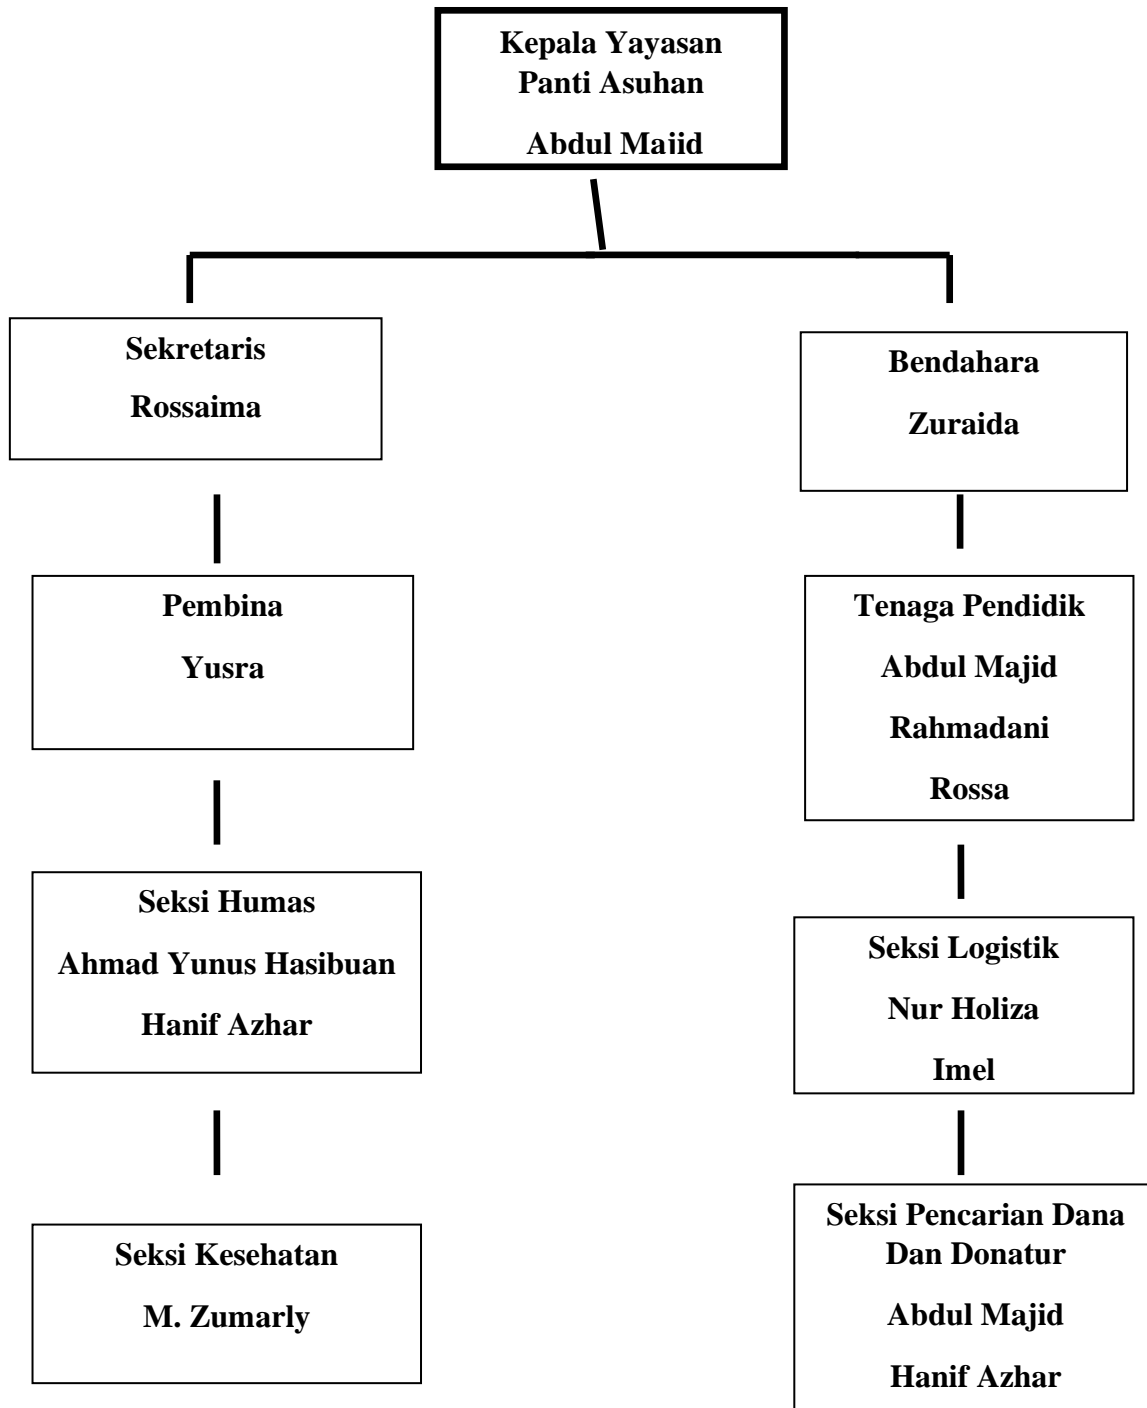 Kepala Yayasan
Panti Asuhan
Abdul Majid
Sekretaris
Rossaima
Bendahara
Zuraida
Pembina
Yusra
Tenaga Pendidik
Abdul Majid
Rahmadani
Rossa
Seksi Humas
Ahmad Yunus Hasibuan
Hanif Azhar
Seksi Logistik
Nur Holiza
Imel
Seksi Kesehatan
M. Zumarly
Seksi Pencarian Dana
Dan Donatur
Abdul Majid
Hanif Azhar